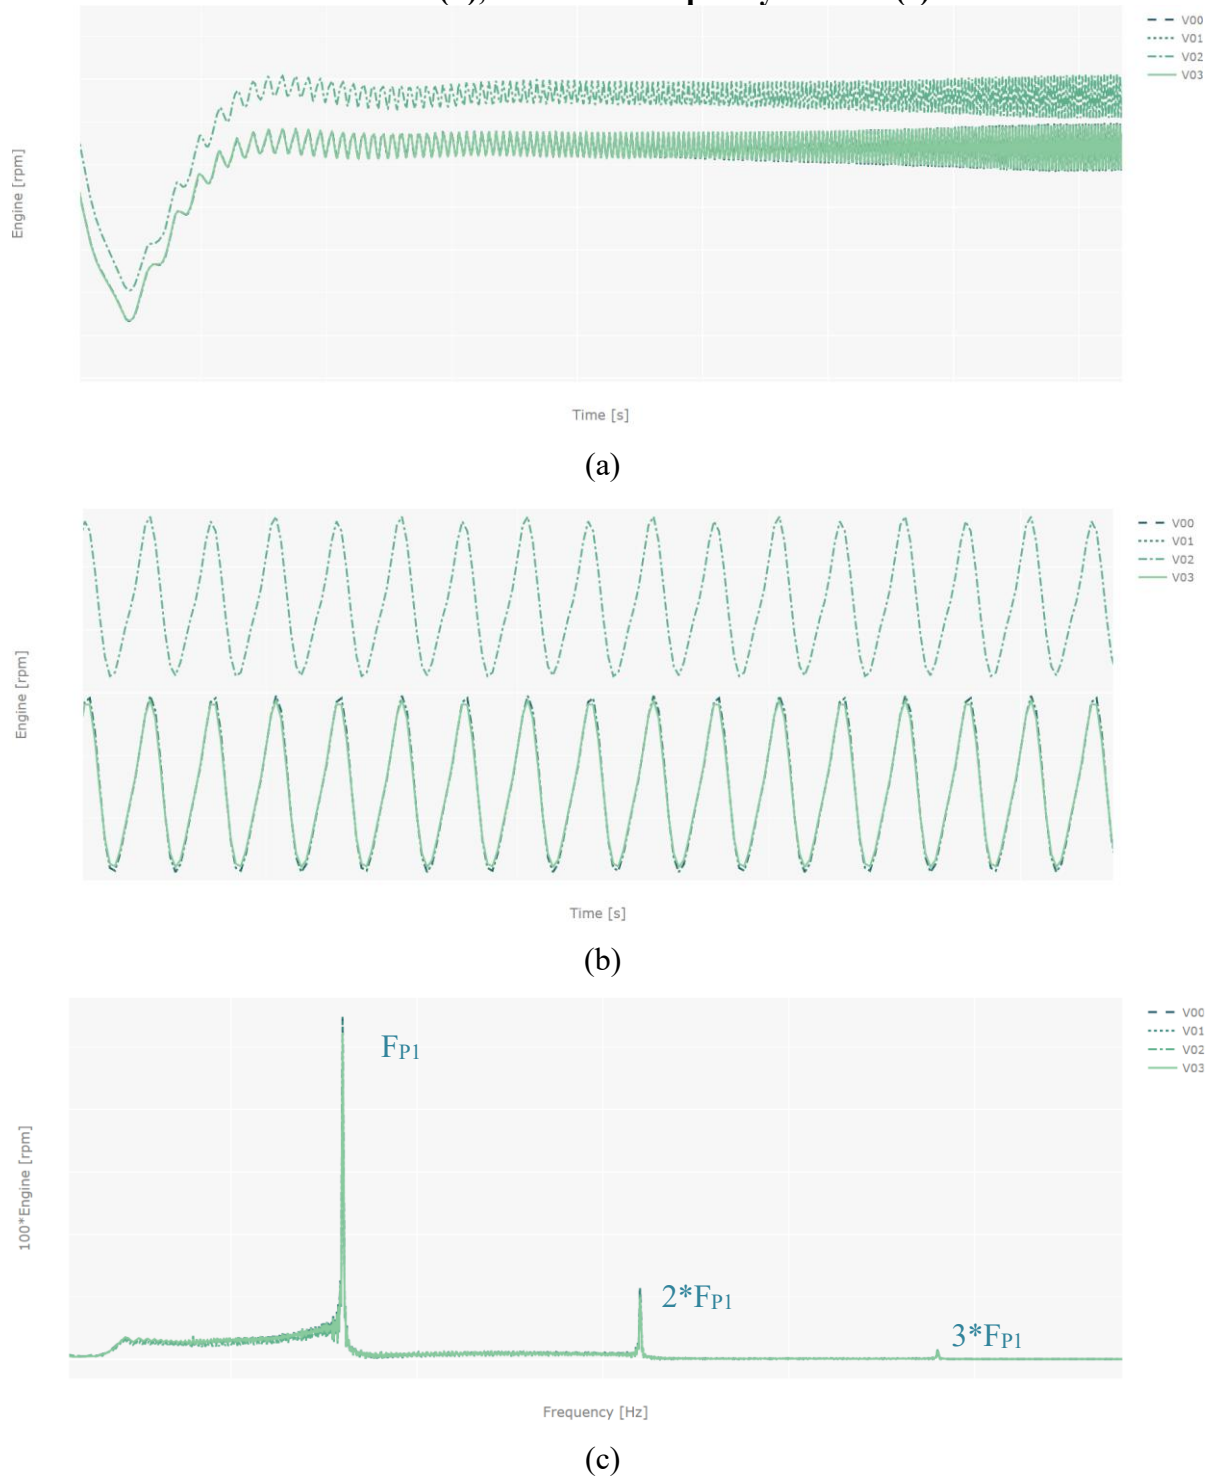 V00
V01
V02
V03
Engine [rpm]
Time [s]
(a)
V00
V01
V02
V03
Engine [rpm]
Time [s]
(b)
V00
V01
V02
V03
FP1
100*Engine [rpm]
2*FP1
3*FP1
Frequency [Hz]
(c)